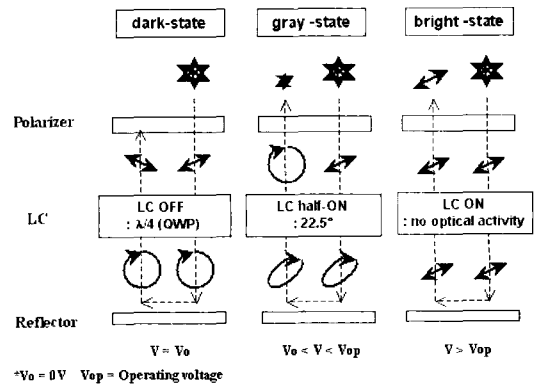 dark-state gray -state bright -state
Polarizer
LC LC OFF LC half-ON LC ON
: λ/4 (QWP) : 22.5° : no optical activity
Reflector
V = Vo Vo < V < Vop V > Vop
*Vo = 0V Vop = Operating voltage